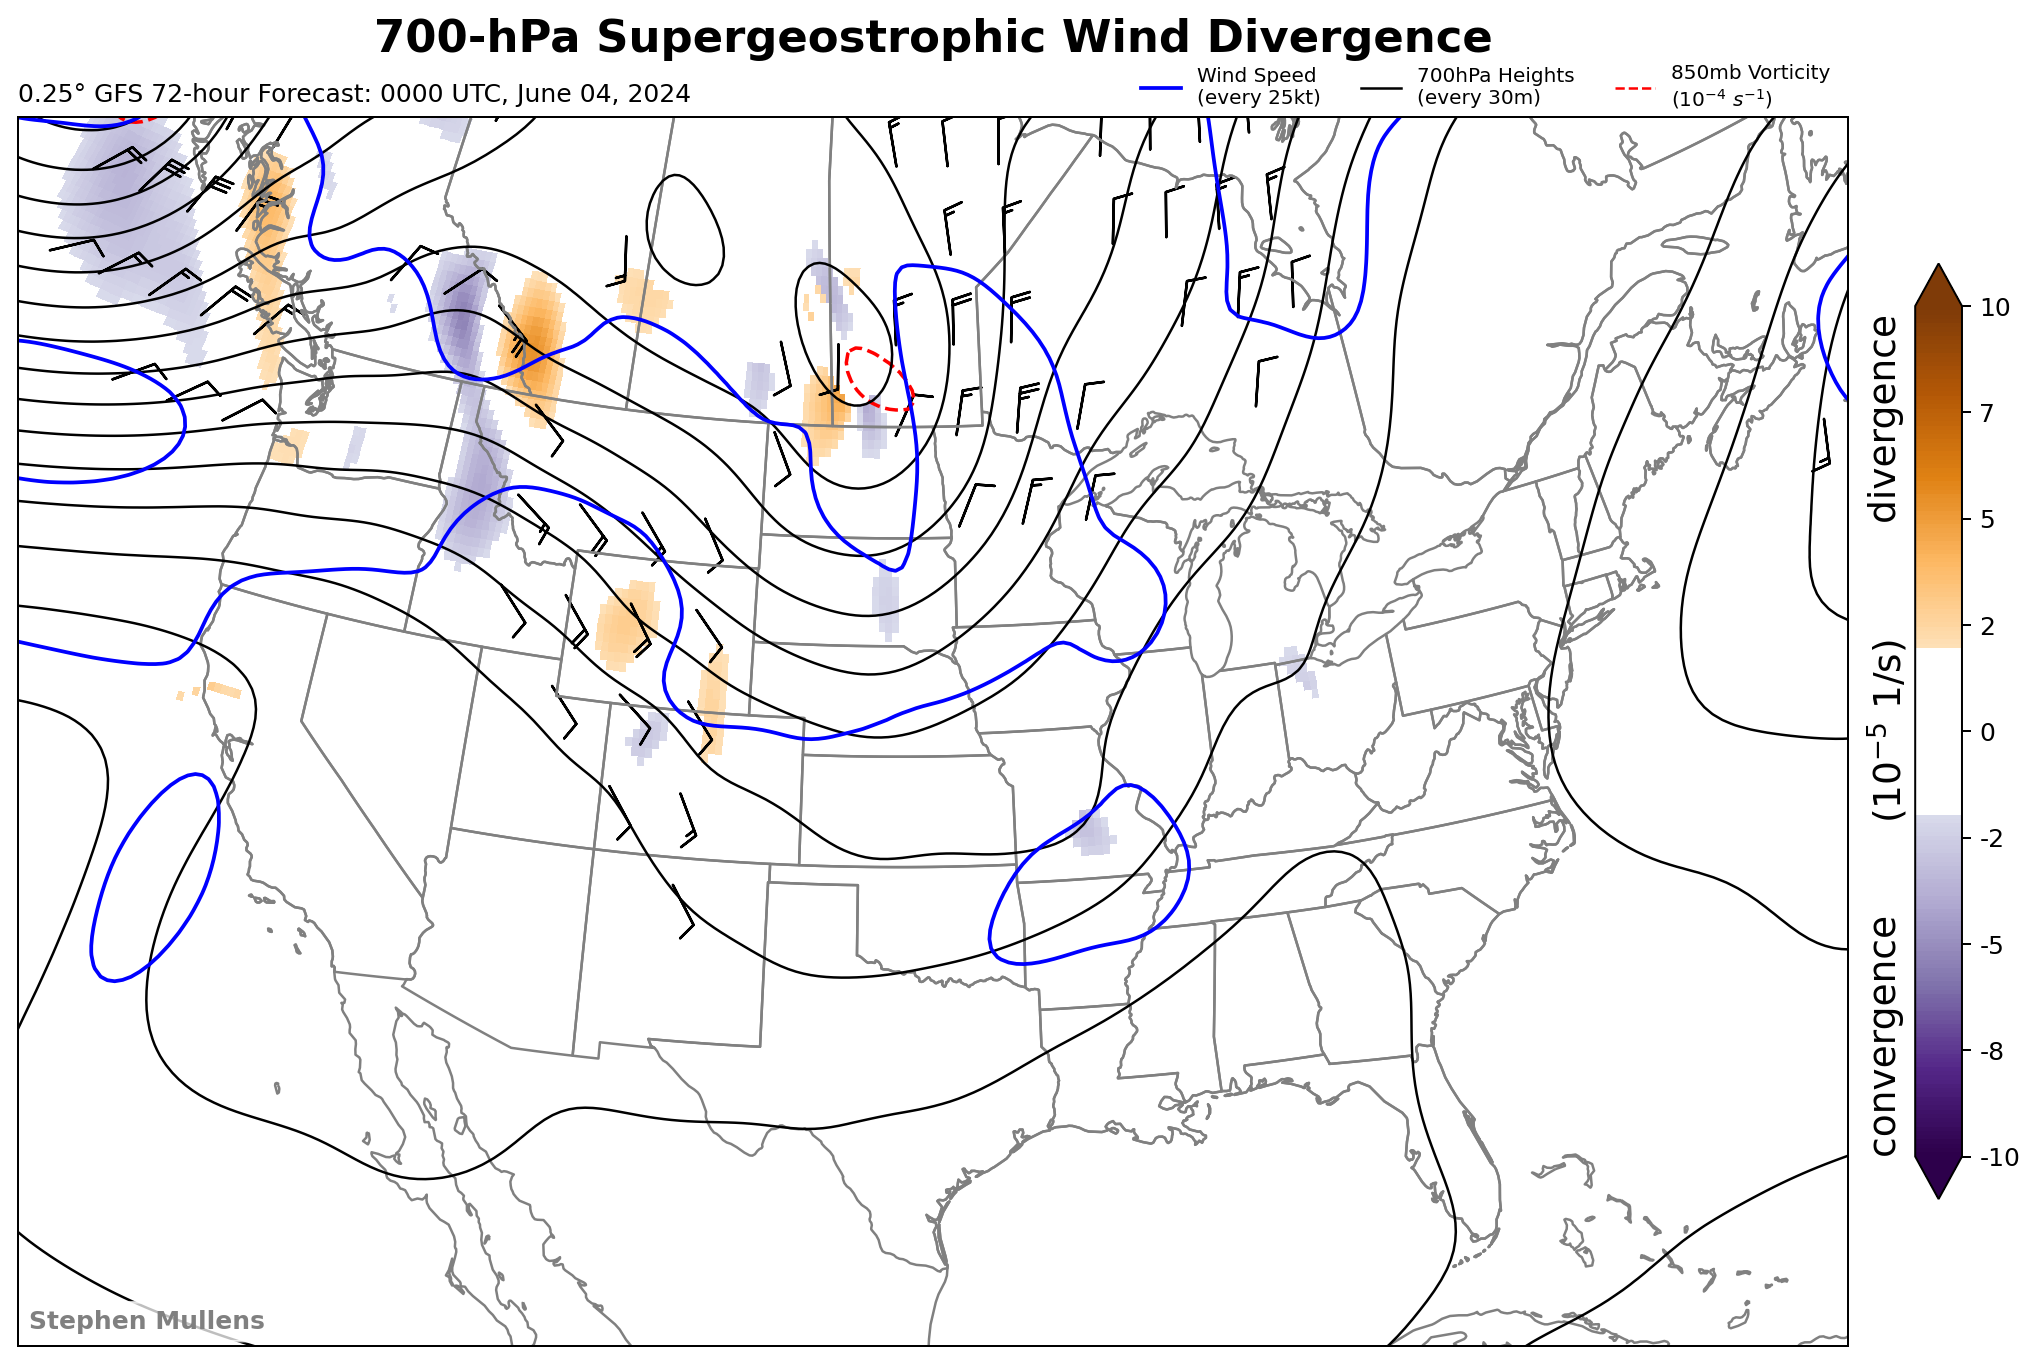 700-hPa Supergeostrophic Wind Divergence
0.25° GFS 72-hour Forecast: 0000 UTC, June 04, 2024
Wind Speed
(every 25kt)
700hPa Heights
(every 30m)
850mb Vorticity
(10⁻⁴ s⁻¹)
10
7
5
2
0
-2
-5
-8
-10
convergence (10⁻⁵ 1/s) divergence
Stephen Mullens